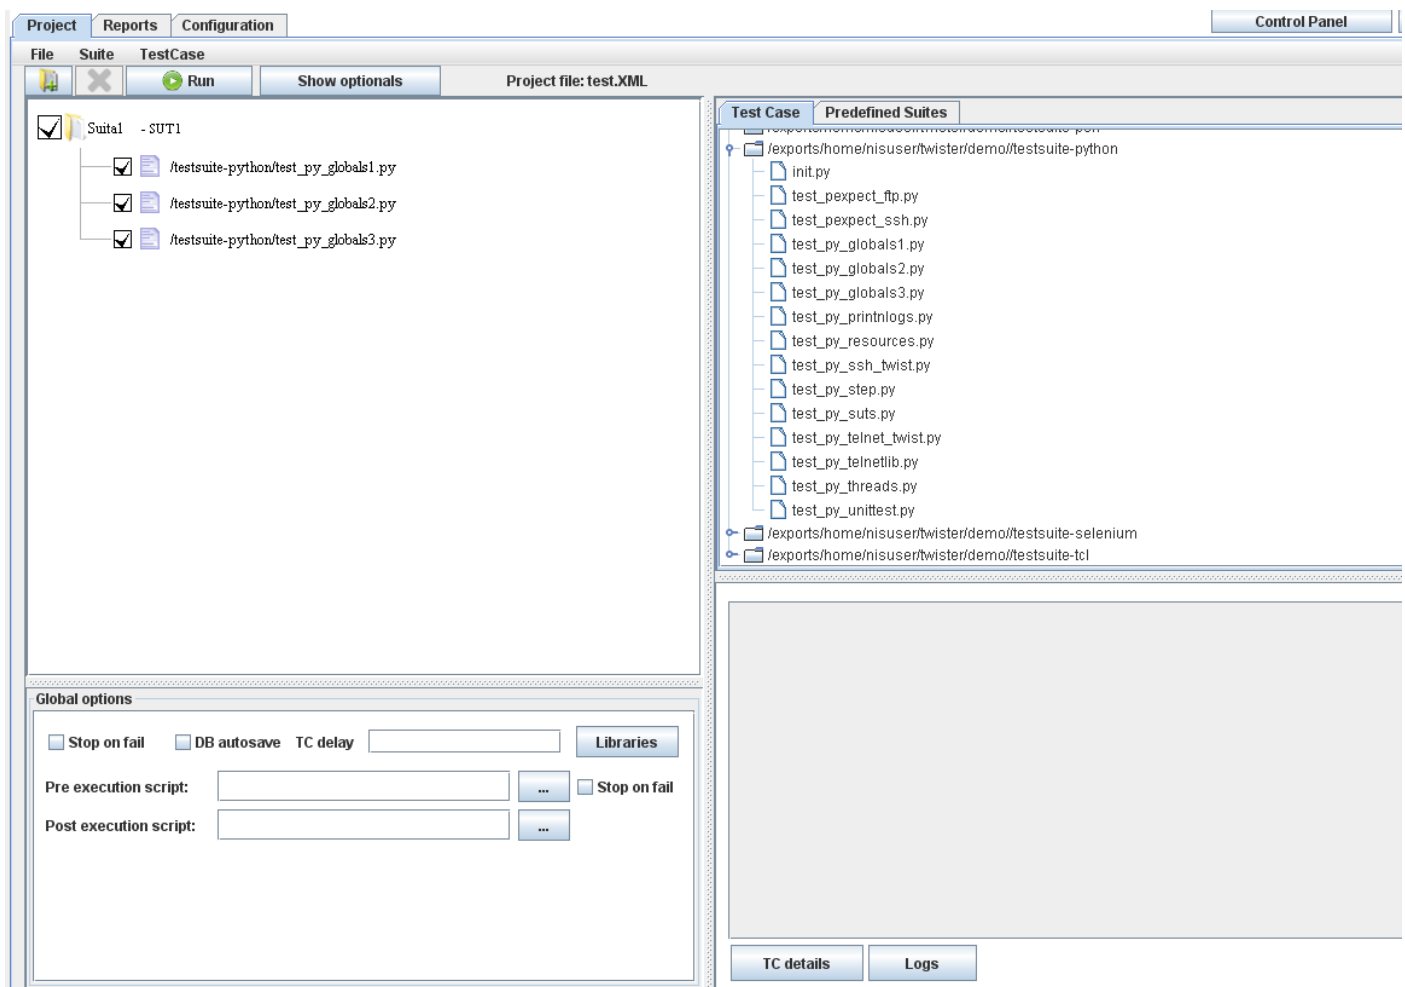 Project Reports Configuration Control Panel
File Suite TestCase
Run Show optionals Project file: test.XML
Suita1 - SUT1
/testsuite-python/test_py_globals1.py
/testsuite-python/test_py_globals2.py
/testsuite-python/test_py_globals3.py
Test Case Predefined Suites
/exports/home/nisuser/twister/demo//testsuite-python
init.py
test_pexpect_ftp.py
test_pexpect_ssh.py
test_py_globals1.py
test_py_globals2.py
test_py_globals3.py
test_py_printnlogs.py
test_py_resources.py
test_py_ssh_twist.py
test_py_step.py
test_py_suts.py
test_py_telnet_twist.py
test_py_telnetlib.py
test_py_threads.py
test_py_unittest.py
/exports/home/nisuser/twister/demo//testsuite-selenium
/exports/home/nisuser/twister/demo//testsuite-tcl
Global options
Stop on fail DB autosave TC delay Libraries
Pre execution script: ... Stop on fail
Post execution script: ...
TC details Logs